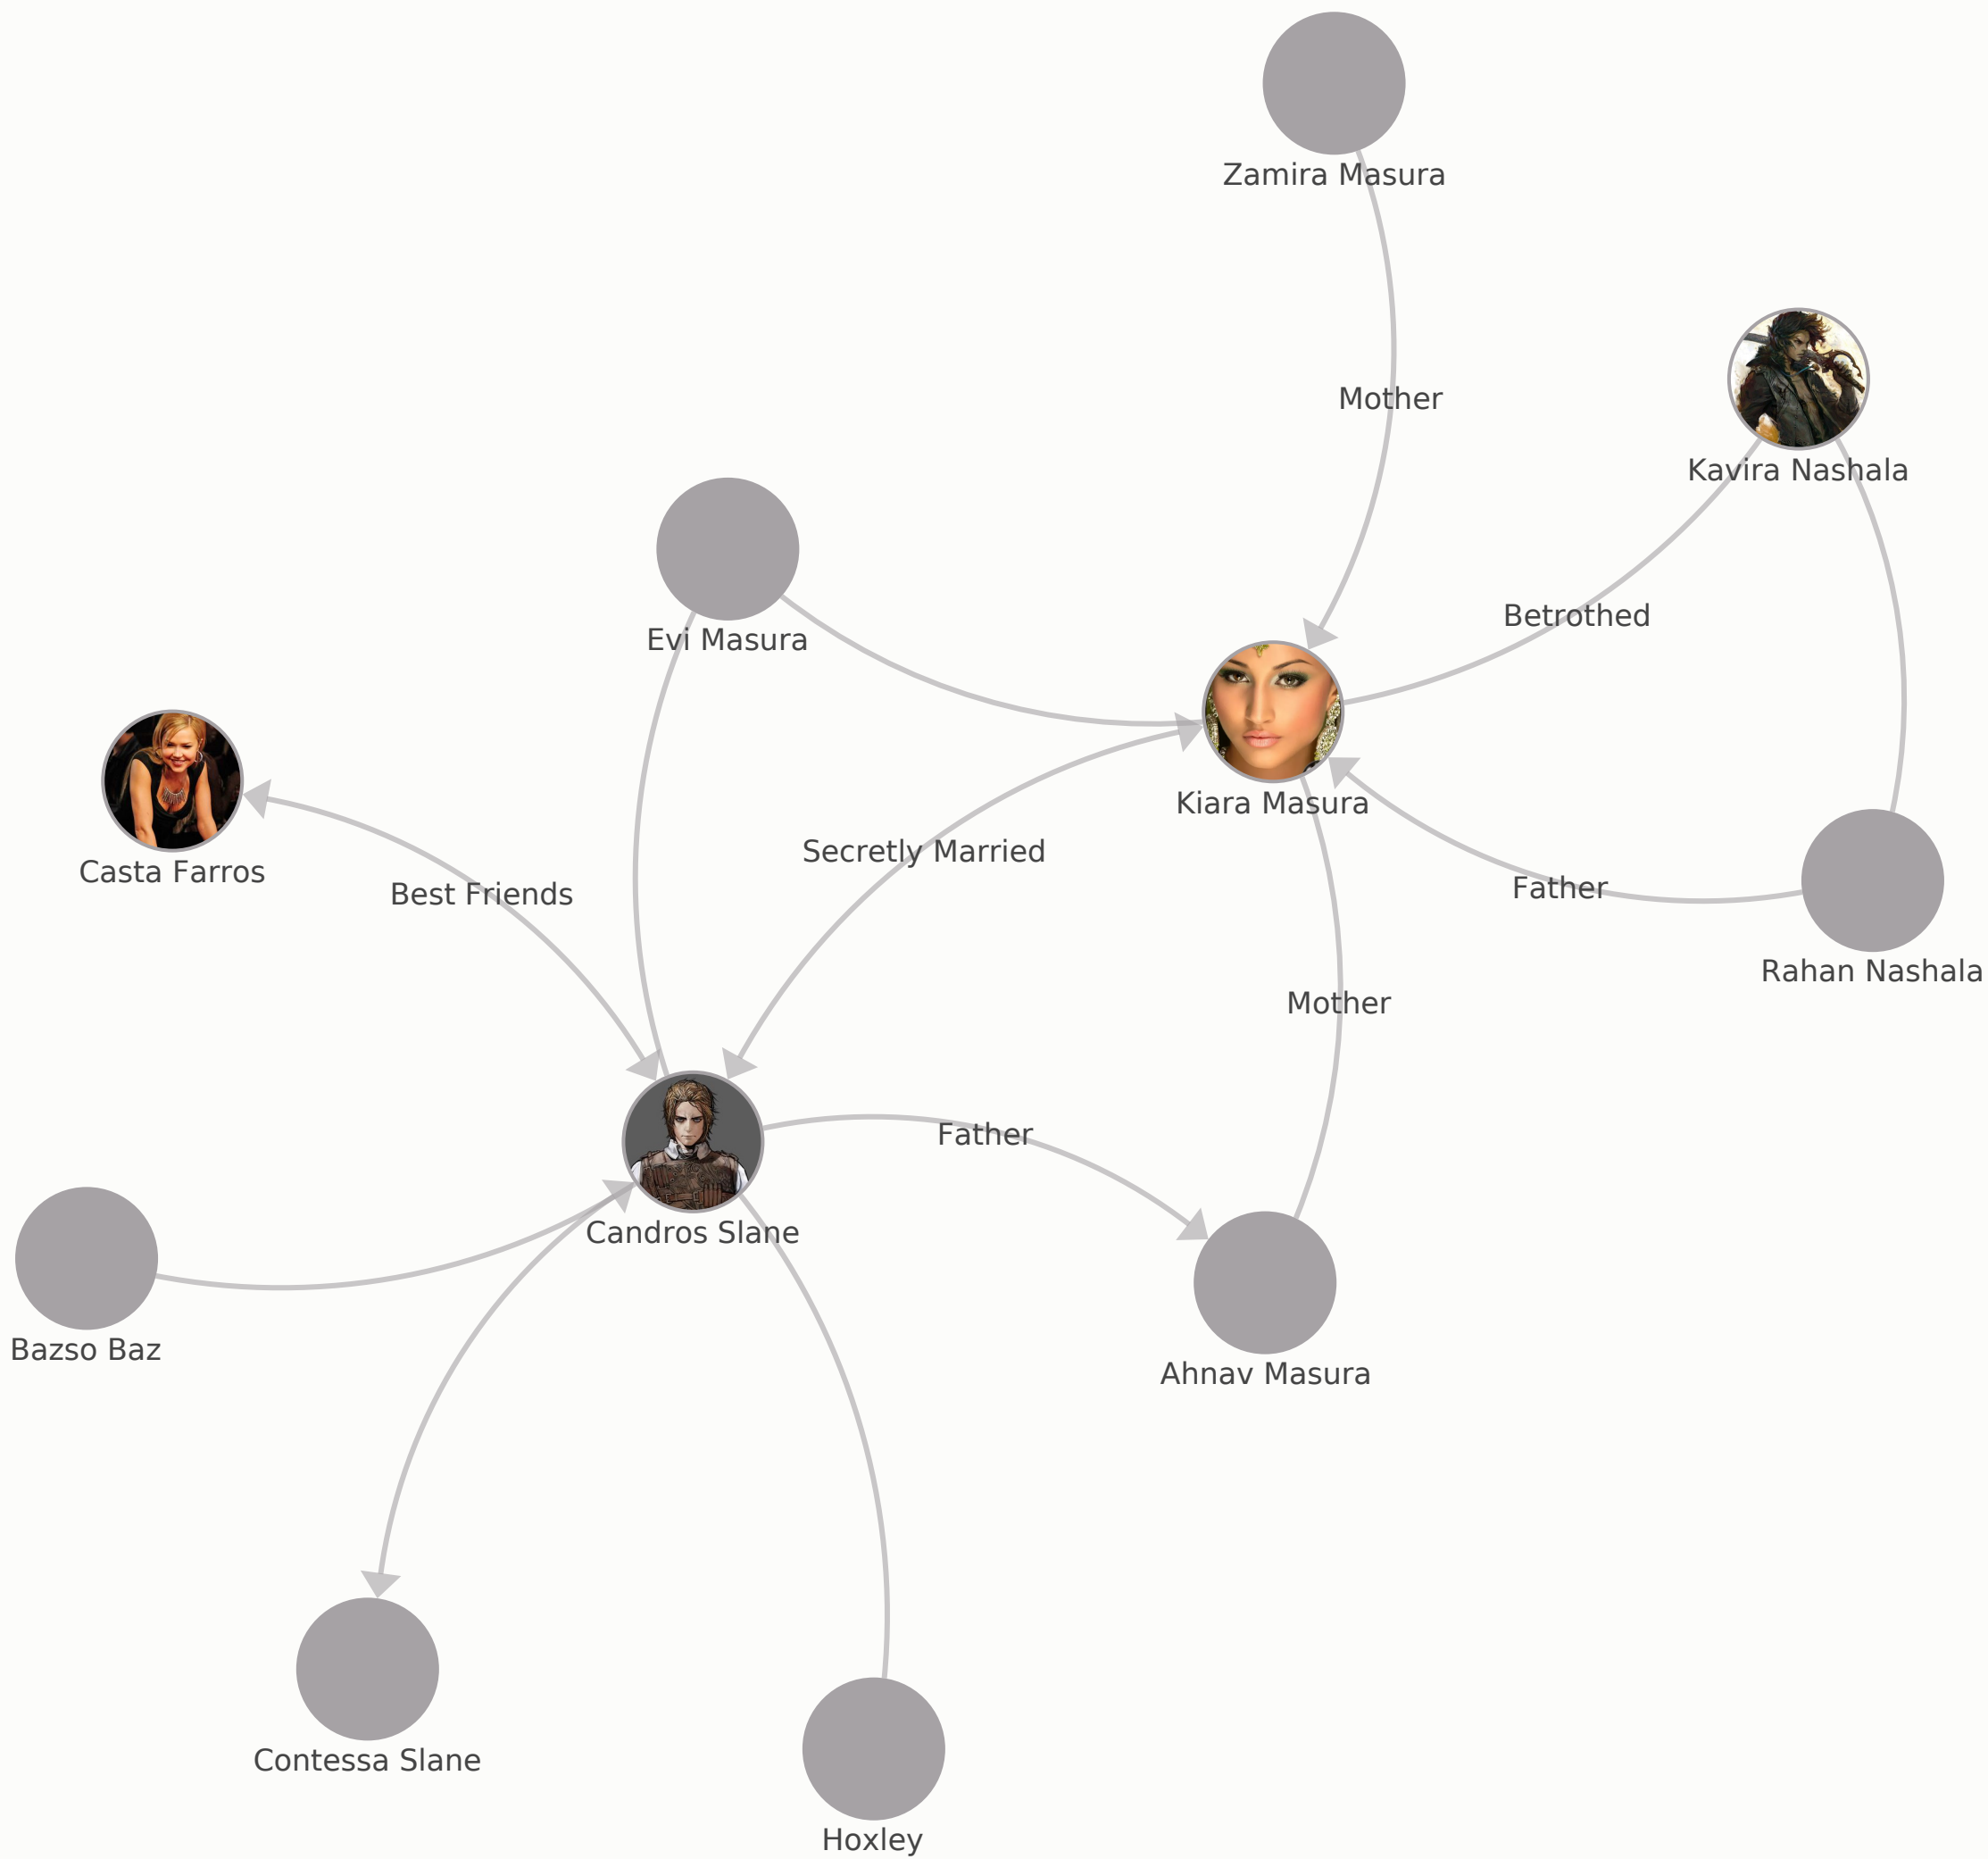 Zamira Masura
Mother
Kavira Nashala
Betrothed
Evi Masura
Kiara Masura
Secretly Married
Casta Farros
Best Friends
Father
Rahan Nashala
Mother
Father
Candros Slane
Bazso Baz
Ahnav Masura
Contessa Slane
Hoxley